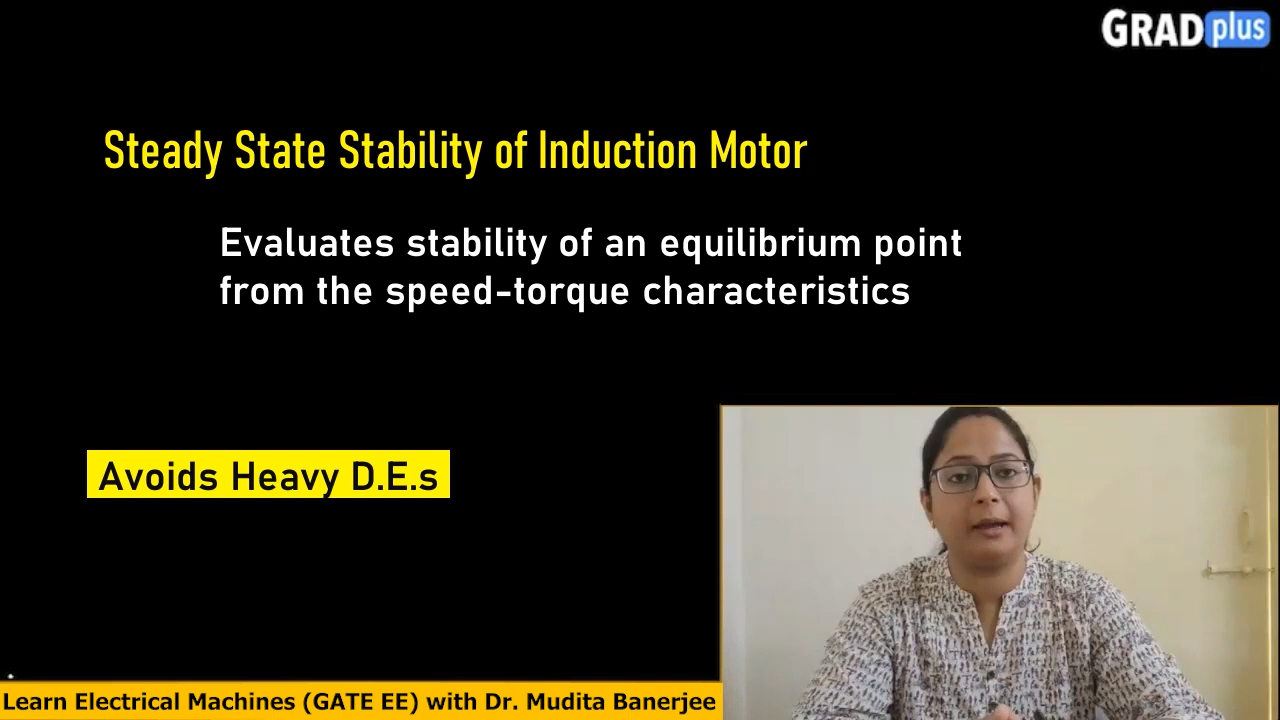 GRADplus
Steady State Stability of Induction Motor
Evaluates stability of an equilibrium point
from the speed-torque characteristics
Avoids Heavy D.E.s
Learn Electrical Machines (GATE EE) with Dr. Mudita Banerjee